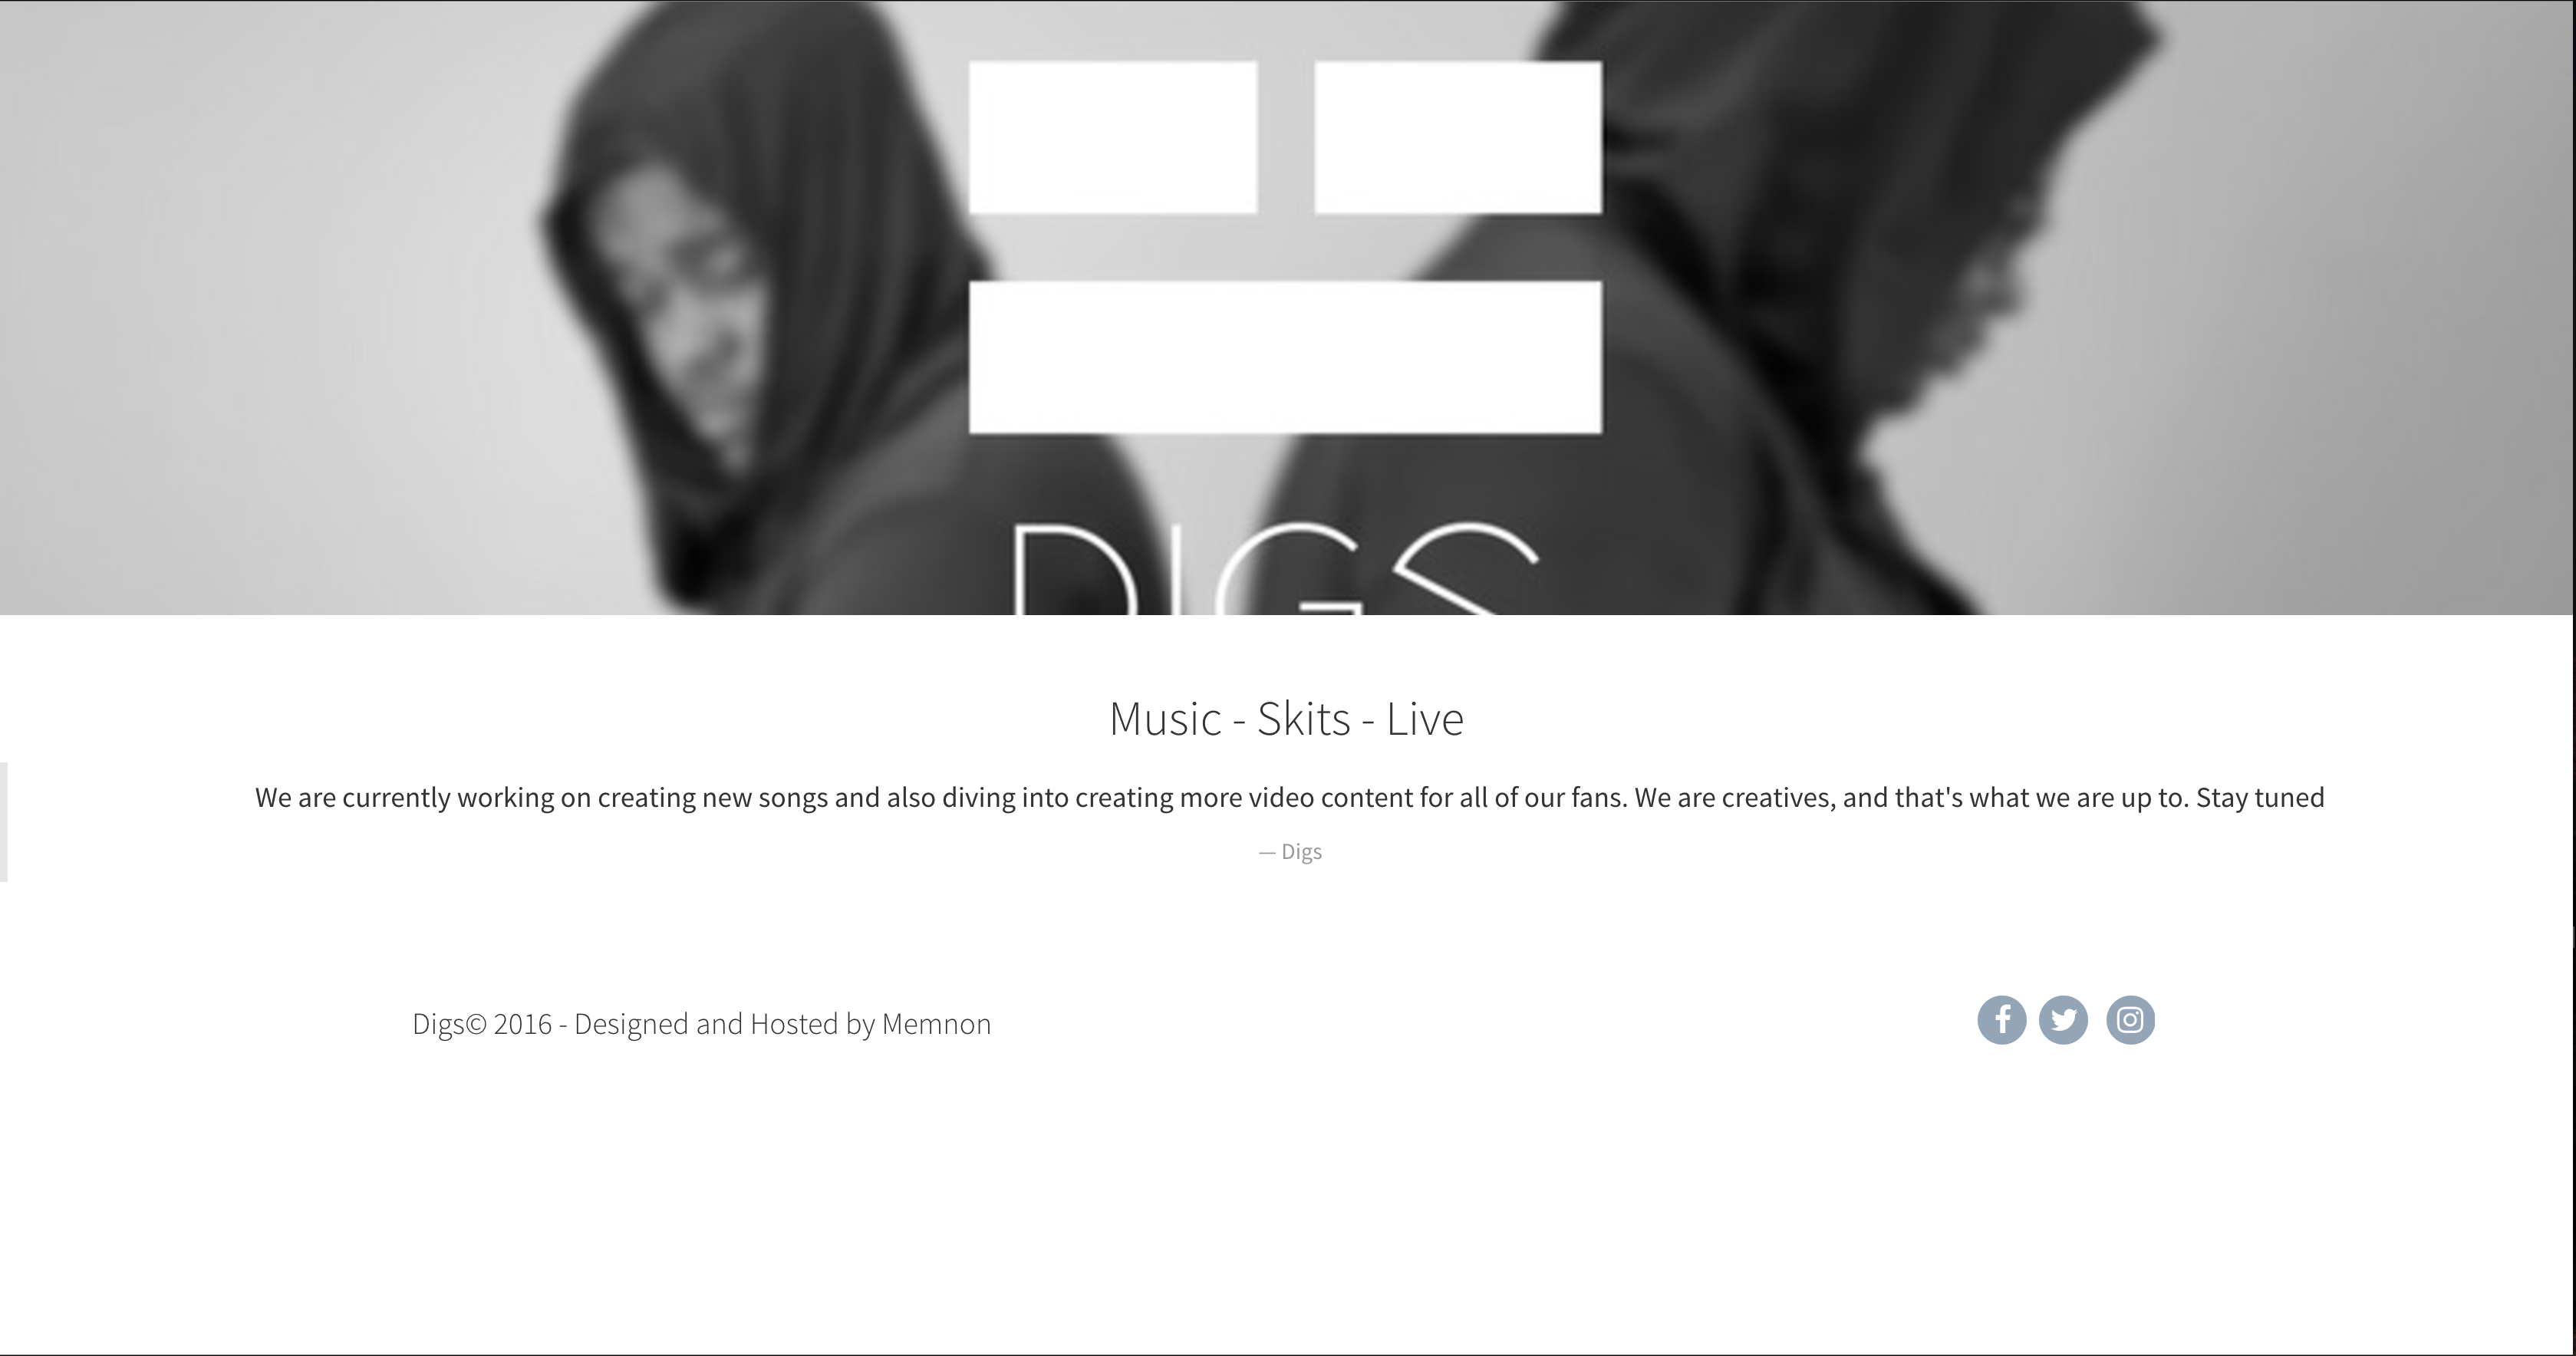 DIGS
Music - Skits - Live
We are currently working on creating new songs and also diving into creating more video content for all of our fans. We are creatives, and that's what we are up to. Stay tuned
— Digs
Digs© 2016 - Designed and Hosted by Memnon